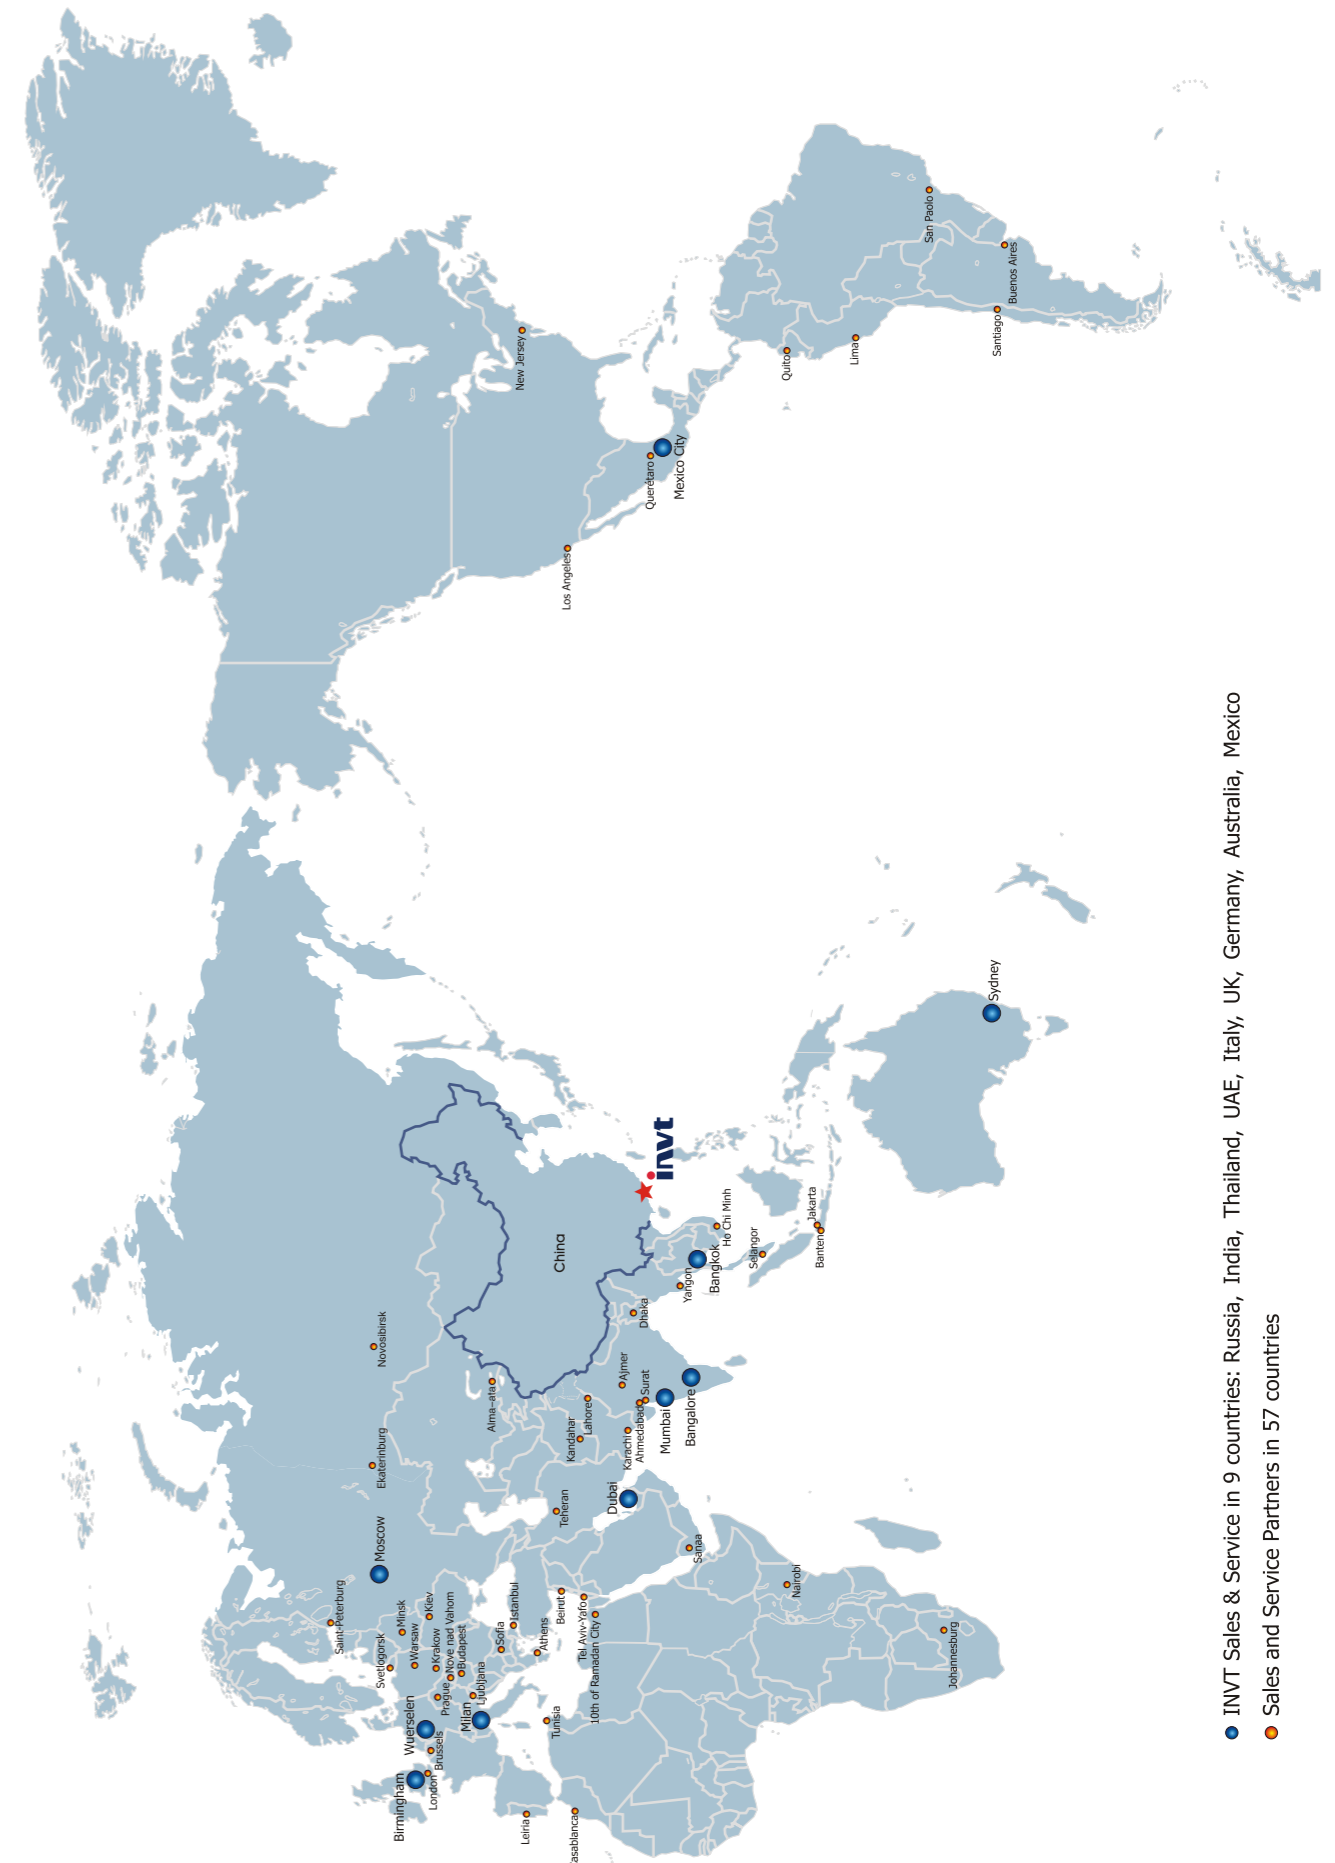 Birmingham
London
Wuerselen
Brussels
Prague
Milan
Ljubljana
Svetlogorsk
Warsaw
Krakow
Nove nad Vahom
Budapest
Minsk
Kiev
Saint-Peterburg
Moscow
Ekaterinburg
Novosibirsk
Sofia
Istanbul
Athens
Leiria
Casablanca
Tunisia
10th of Ramadan City
Tel Aviv-Yafo
Beirut
Teheran
Dubai
Sanaa
Nairobi
Johannesburg
Alma-ata
Kandahar
Lahore
Karachi
Ahmedabad
Surat
Ajmer
Mumbai
Bangalore
Dhaka
Yangon
Bangkok
Ho Chi Minh
Selangor
Banten
Jakarta
China
invt
Sydney
Los Angeles
New Jersey
Querétaro
Mexico City
Quito
Lima
Santiago
Buenos Aires
San Paolo
INVT Sales & Service in 9 countries: Russia, India, Thailand, UAE, Italy, UK, Germany, Australia, Mexico
Sales and Service Partners in 57 countries